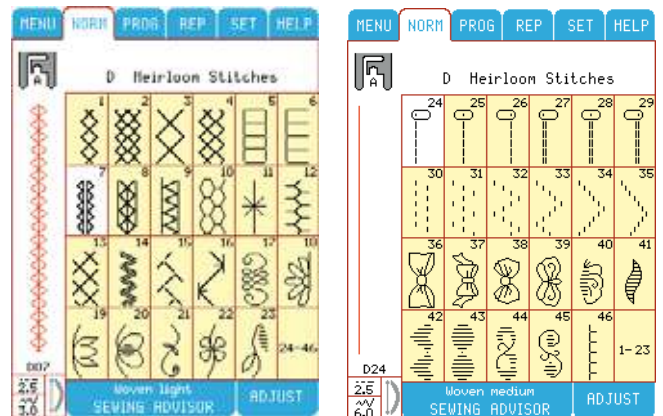 MENU NORM PROG REP SET HELP
A
D Heirloom Stitches
1 2 3 4 5 6
7 8 9 10 11 12
13 14 15 16 17 18
19 20 21 22 23 24-46
D07
2.5
3.0
Woven light
SEWING ADVISOR
ADJUST
MENU NORM PROG REP SET HELP
A
D Heirloom Stitches
24 25 26 27 28 29
30 31 32 33 34 35
36 37 38 39 40 41
42 43 44 45 46 1-23
D24
2.5
6.0
Woven medium
SEWING ADVISOR
ADJUST